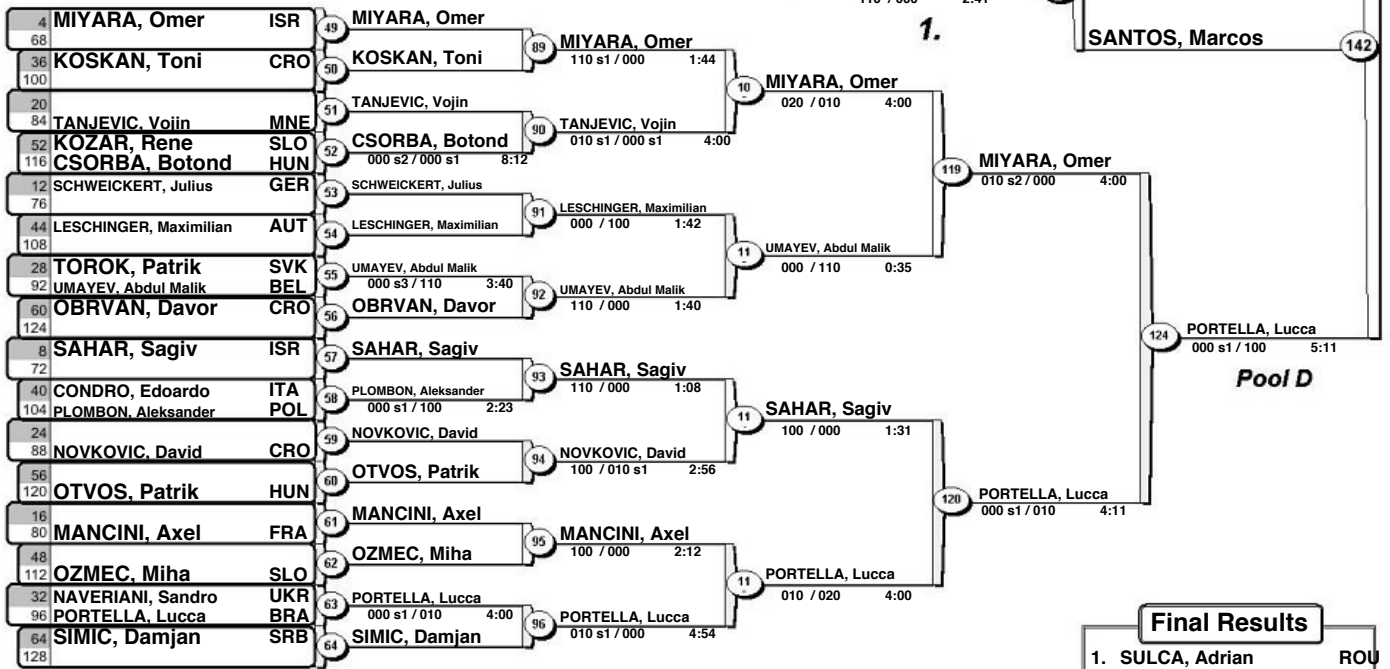 4 MIYARA, Omer ISR
68
36 KOSKAN, Toni CRO
100
20
84 TANJEVIC, Vojin MNE
52 KOZAR, Rene SLO
116 CSORBA, Botond HUN
12 SCHWEICKERT, Julius GER
76
44 LESCHINGER, Maximilian AUT
108
28 TOROK, Patrik SVK
92 UMAYEV, Abdul Malik BEL
60 OBRVAN, Davor CRO
124
8 SAHAR, Sagiv ISR
72
40 CONDRO, Edoardo ITA
104 PLOMBON, Aleksander POL
24
88 NOVKOVIC, David CRO
56
120 OTVOS, Patrik HUN
16
80 MANCINI, Axel FRA
48
112 OZMEC, Miha SLO
32 NAVERIANI, Sandro UKR
96 PORTELLA, Lucca BRA
64 SIMIC, Damjan SRB
128
49 MIYARA, Omer
50 KOSKAN, Toni
51 TANJEVIC, Vojin
52 CSORBA, Botond
000 s2 / 000 s1 8:12
53 SCHWEICKERT, Julius
54 LESCHINGER, Maximilian
55 UMAYEV, Abdul Malik
000 s3 / 110 3:40
56 OBRVAN, Davor
57 SAHAR, Sagiv
58 PLOMBON, Aleksander
000 s1 / 100 2:23
59 NOVKOVIC, David
60 OTVOS, Patrik
61 MANCINI, Axel
62 OZMEC, Miha
63 PORTELLA, Lucca
000 s1 / 010 4:00
64 SIMIC, Damjan
89 MIYARA, Omer
110 s1 / 000 1:44
90 TANJEVIC, Vojin
010 s1 / 000 s1 4:00
91 LESCHINGER, Maximilian
000 / 100 1:42
92 UMAYEV, Abdul Malik
110 / 000 1:40
93 SAHAR, Sagiv
110 / 000 1:08
94 NOVKOVIC, David
100 / 010 s1 2:56
95 MANCINI, Axel
100 / 000 2:12
96 PORTELLA, Lucca
010 s1 / 000 4:54
10 MIYARA, Omer
020 / 010 4:00
11 UMAYEV, Abdul Malik
000 / 110 0:35
11 SAHAR, Sagiv
100 / 000 1:31
11 PORTELLA, Lucca
010 / 020 4:00
119 MIYARA, Omer
010 s2 / 000 4:00
120 PORTELLA, Lucca
000 s1 / 010 4:11
124 PORTELLA, Lucca
000 s1 / 100 5:11
Pool D
1.
SANTOS, Marcos
142
Final Results
1. SULCA, Adrian ROU